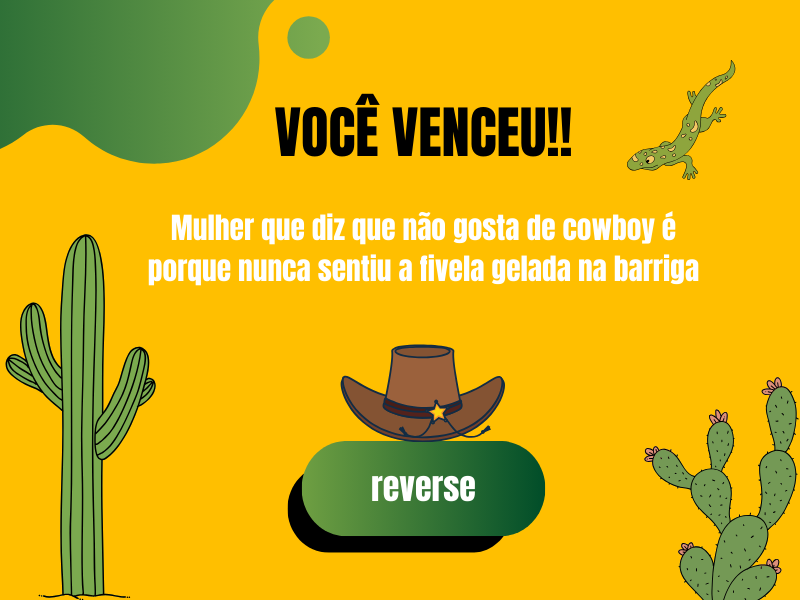 VOCÊ VENCEU!!
Mulher que diz que não gosta de cowboy é
porque nunca sentiu a fivela gelada na barriga
reverse